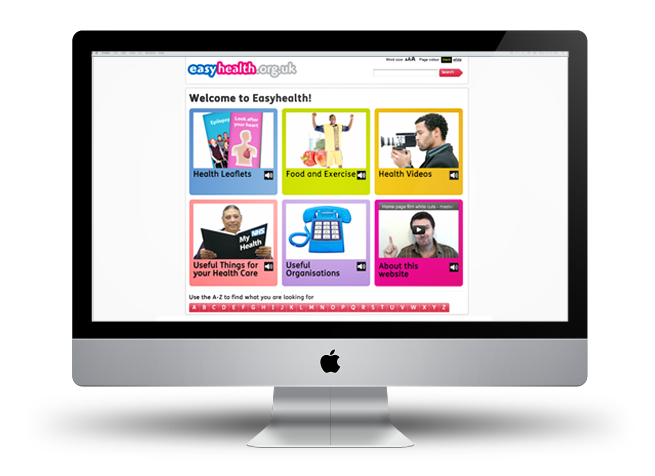 Word size: A A A Page colour: black white
easyhealth.org.uk
Search
Welcome to Easyhealth!
Epilepsy
Look after
your heart
Health Leaflets
Food and Exercise
Health Videos
My
Health
NHS
Home page film white cuts - master
Useful Things for
your Health Care
Useful
Organisations
About this
website
Use the A-Z to find what you are looking for
A B C D E F G H I J K L M N O P Q R S T U V W X Y Z